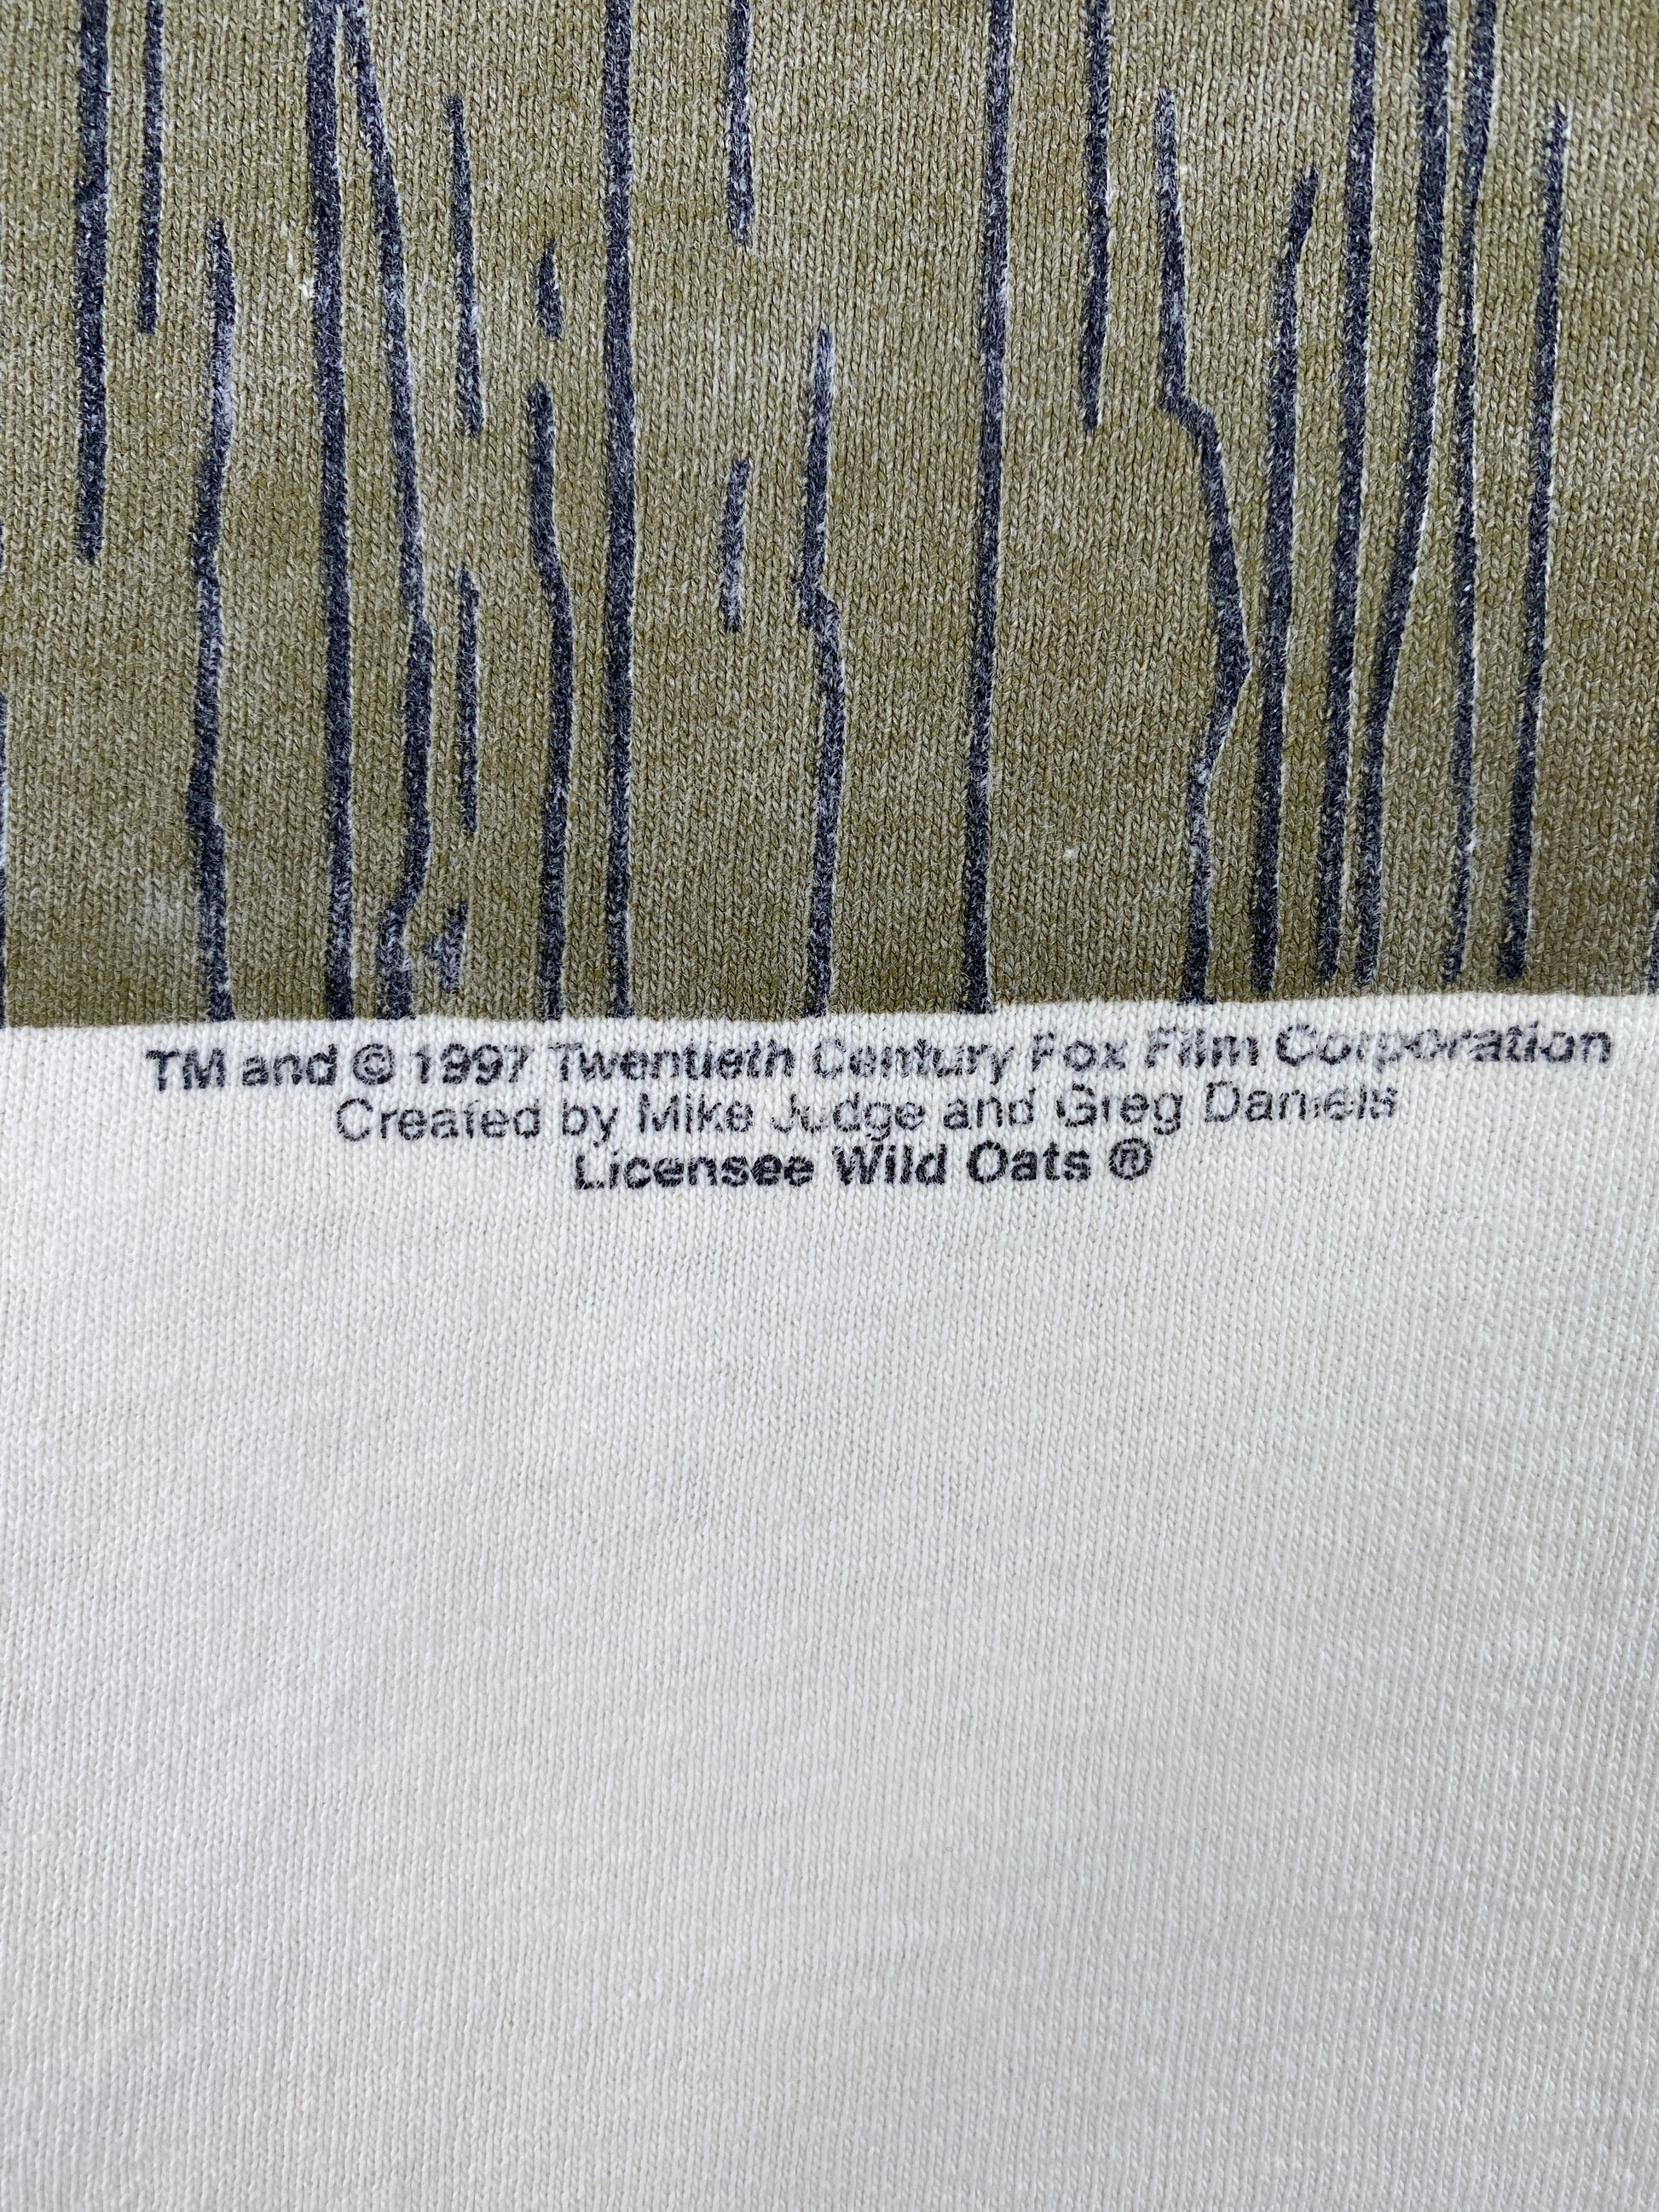 TM and © 1997 Twentieth Century Fox Film Corporation
Created by Mike Judge and Greg Daniels
Licensee Wild Oats ®